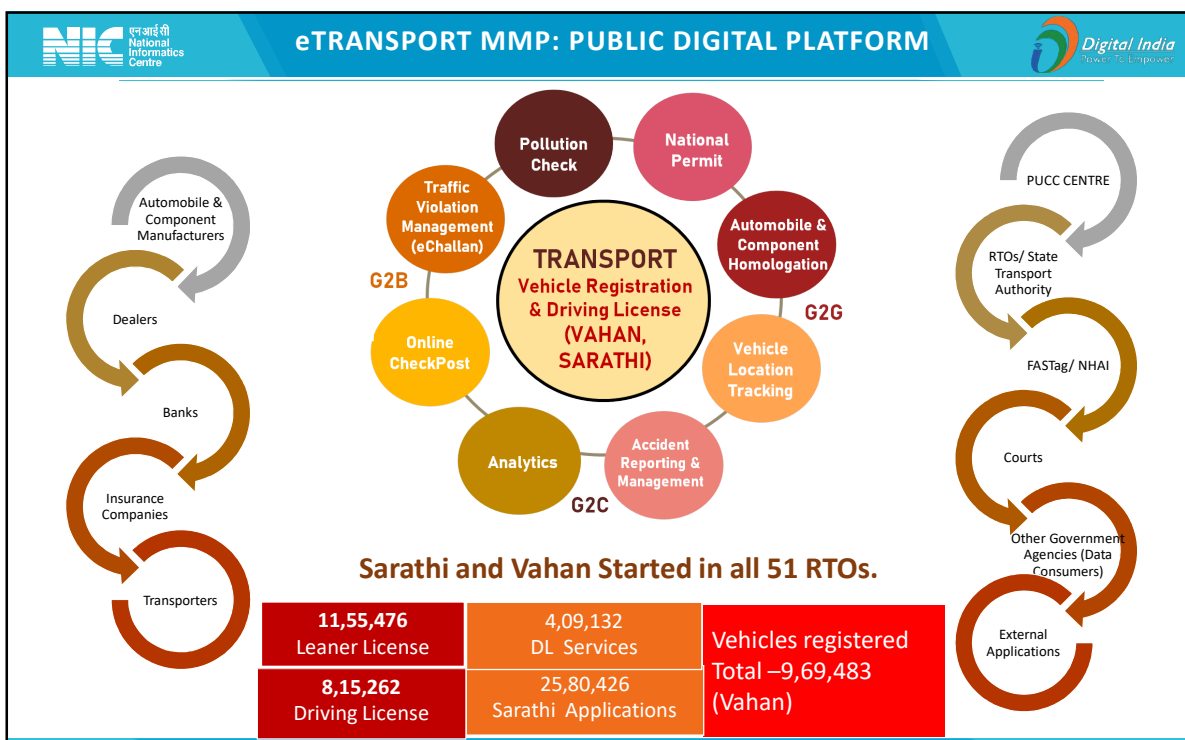 NIC
एनआईसी
National
Informatics
Centre
eTRANSPORT MMP: PUBLIC DIGITAL PLATFORM
Digital India
Power To Empower
Automobile &
Component
Manufacturers
Dealers
Banks
Insurance
Companies
Transporters
Pollution
Check
National
Permit
Traffic
Violation
Management
(eChallan)
Automobile &
Component
Homologation
TRANSPORT
Vehicle Registration
& Driving License
(VAHAN,
SARATHI)
G2B
G2G
Online
CheckPost
Vehicle
Location
Tracking
Analytics
Accident
Reporting &
Management
G2C
PUCC CENTRE
RTOs/ State
Transport
Authority
FASTag/ NHAI
Courts
Other Government
Agencies (Data
Consumers)
External
Applications
Sarathi and Vahan Started in all 51 RTOs.
11,55,476
Leaner License
4,09,132
DL Services
8,15,262
Driving License
25,80,426
Sarathi Applications
Vehicles registered
Total –9,69,483
(Vahan)